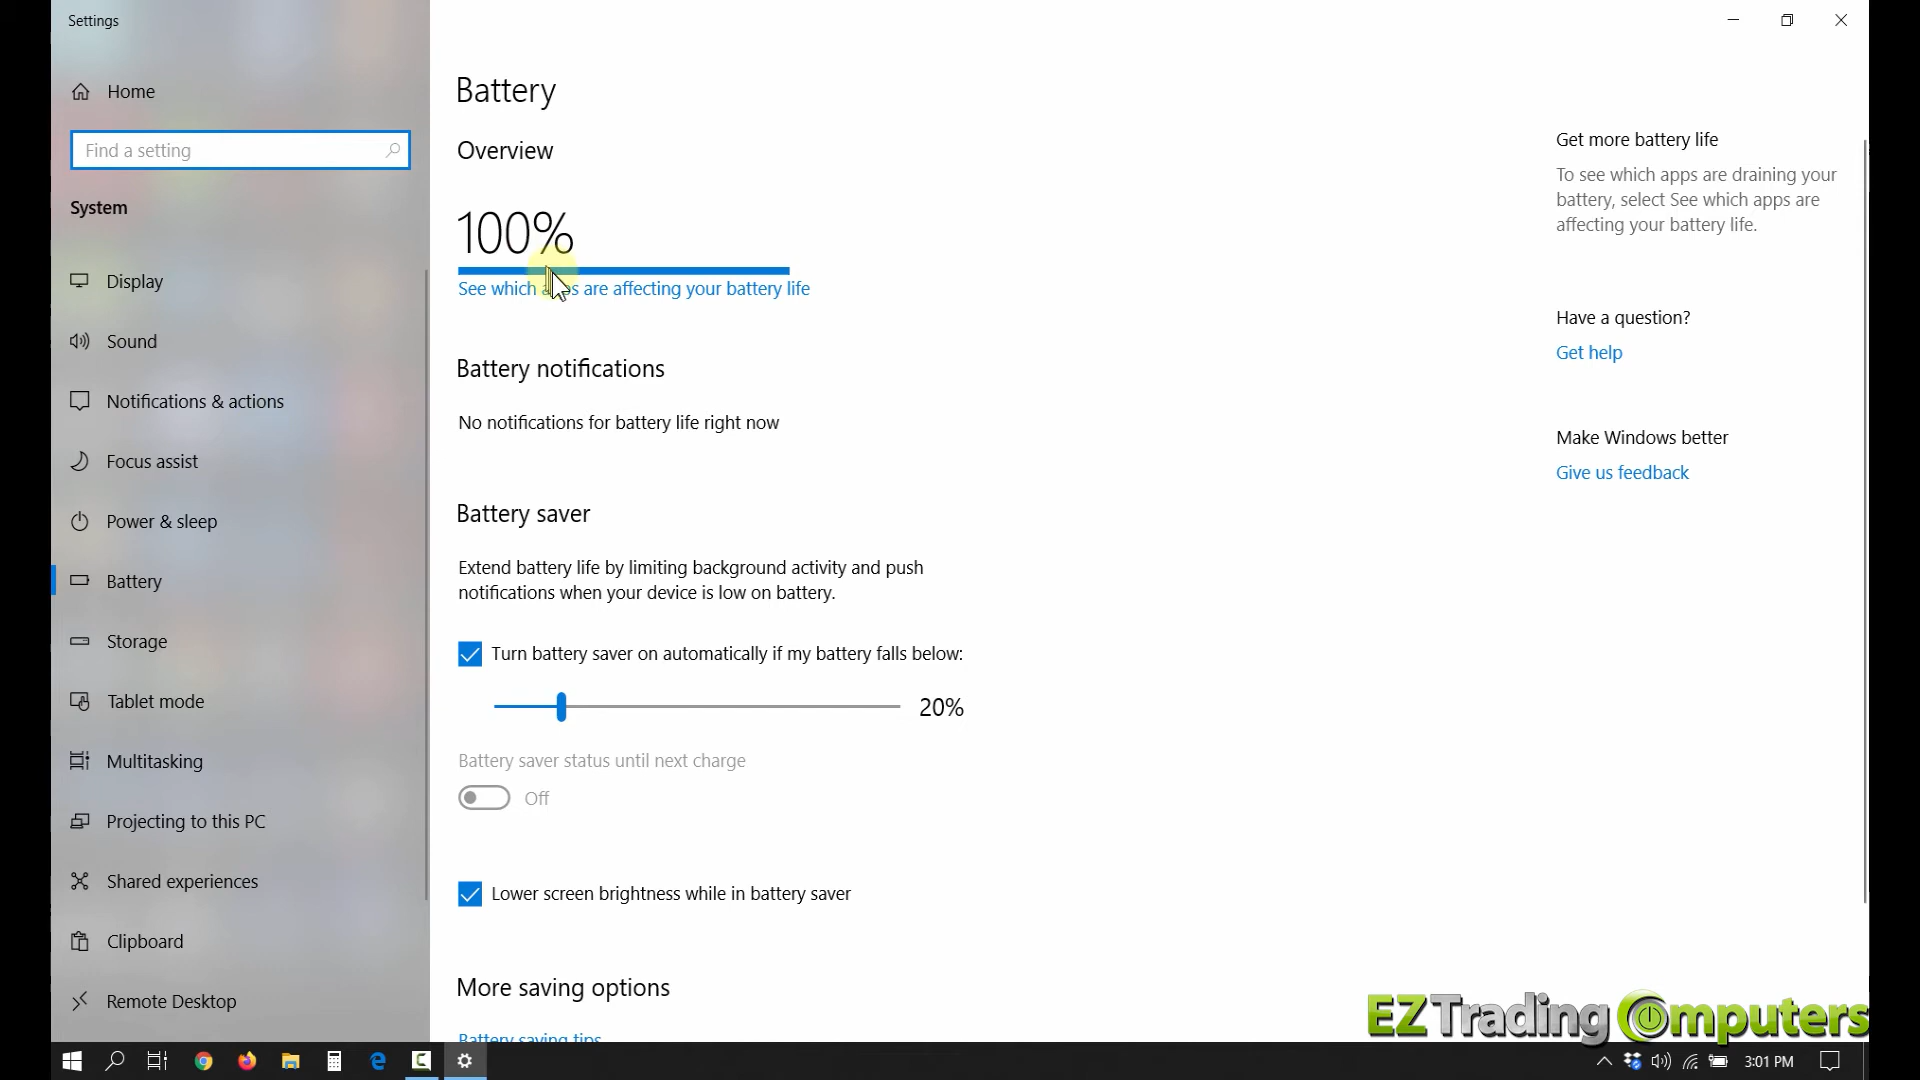 Settings
Home
Find a setting
System
Display
Sound
Notifications & actions
Focus assist
Power & sleep
Battery
Storage
Tablet mode
Multitasking
Projecting to this PC
Shared experiences
Clipboard
Remote Desktop
Battery
Overview
100%
See which apps are affecting your battery life
Battery notifications
No notifications for battery life right now
Battery saver
Extend battery life by limiting background activity and push
notifications when your device is low on battery.
Turn battery saver on automatically if my battery falls below:
20%
Battery saver status until next charge
Off
Lower screen brightness while in battery saver
More saving options
Battery saving tips
Get more battery life
To see which apps are draining your
battery, select See which apps are
affecting your battery life.
Have a question?
Get help
Make Windows better
Give us feedback
EZTrading Computers
3:01 PM